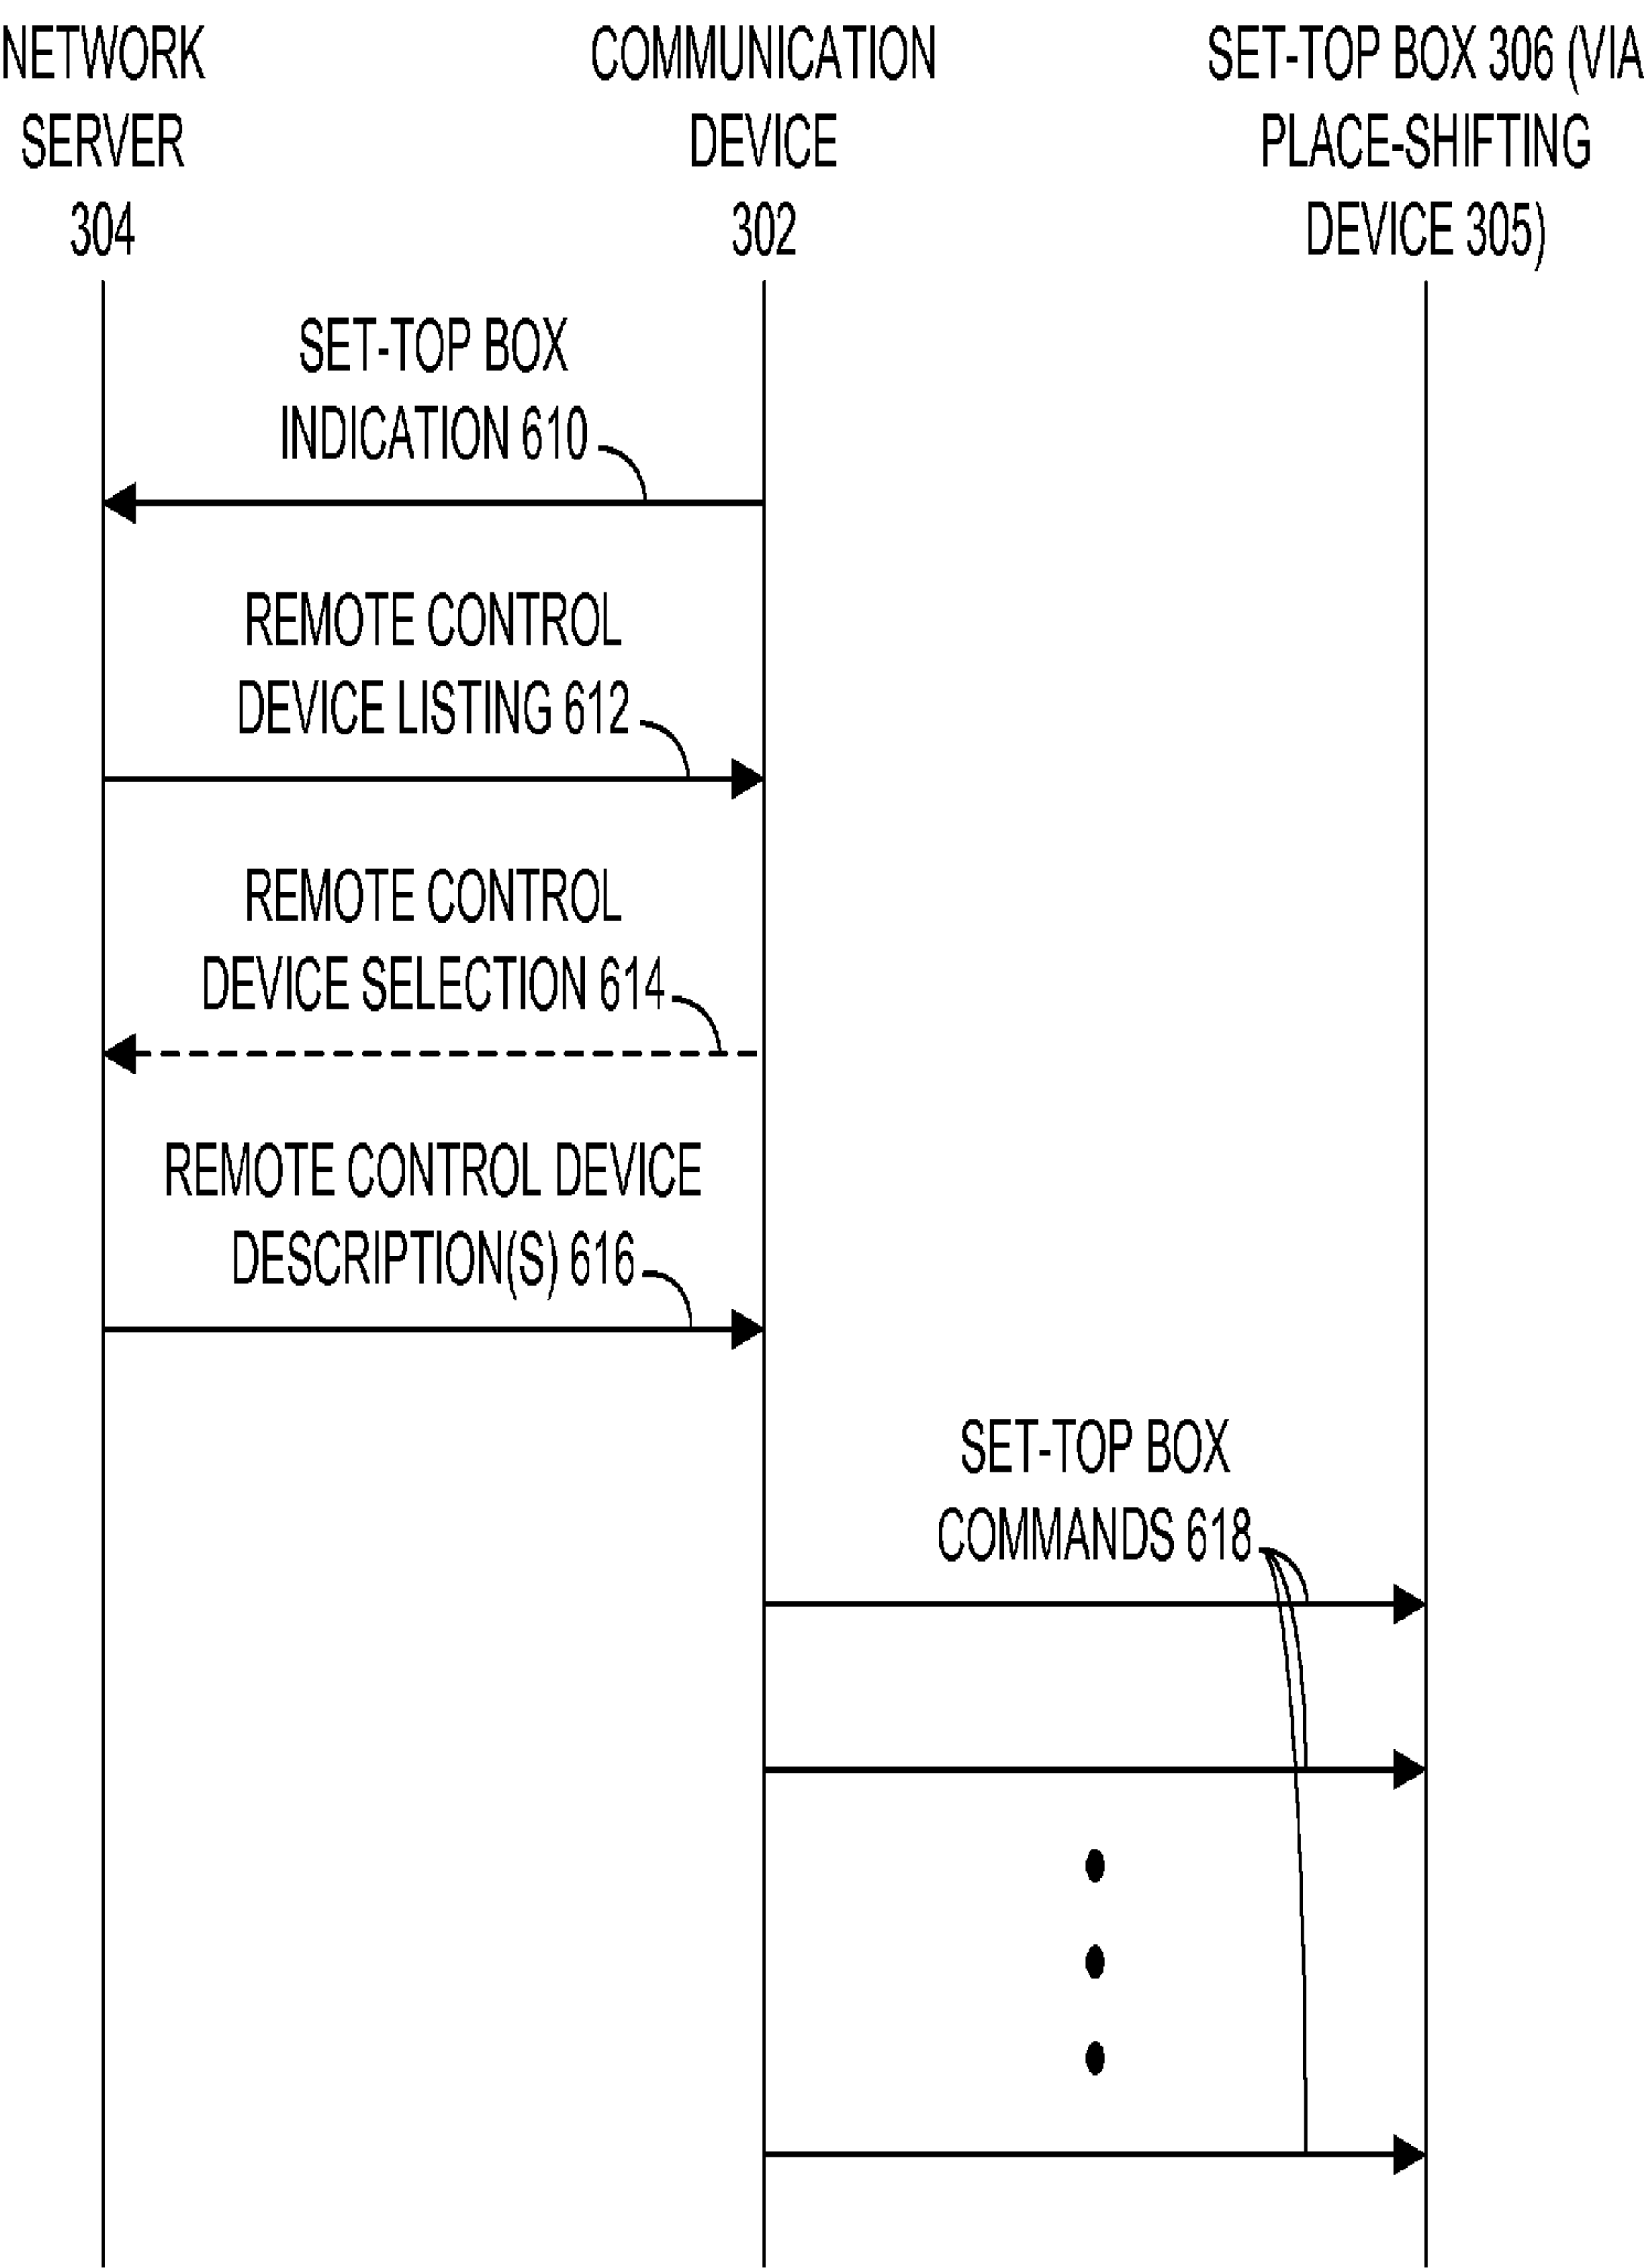 NETWORK
SERVER
304
COMMUNICATION
DEVICE
302
SET-TOP BOX 306 (VIA
PLACE-SHIFTING
DEVICE 305)
SET-TOP BOX
INDICATION 610
REMOTE CONTROL
DEVICE LISTING 612
REMOTE CONTROL
DEVICE SELECTION 614
REMOTE CONTROL DEVICE
DESCRIPTION(S) 616
SET-TOP BOX
COMMANDS 618